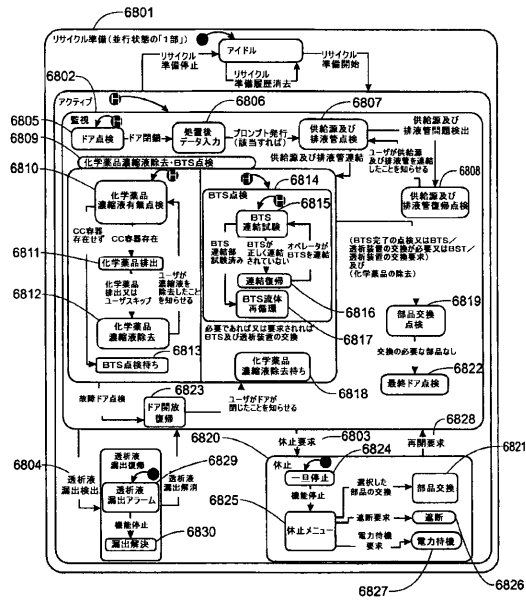 6801
リサイクル準備(並行状態の「1部」)
アイドル
リサイクル
準備停止
リサイクル
準備履歴消去
リサイクル
準備開始
6802
アクティブ
H
6806
6807
6805
監視
H
ドア点検
ドア閉鎖
処置後
データ入力
プロンプト発行
(該当すれば)
供給源及び
排液管点検
供給源及び
排液管問題検出
6809
化学薬品濃縮液除去・BTS点検
供給源及び排液管連結
ユーザが供給源
及び排液管を連結し
たことを知らせる
6808
供給源及び
排液管復帰点検
6810
H
化学薬品
濃縮液有無点検
CC容器存
在せず
CC容器存在
6811
化学薬品排出
化学薬品
排出又は
ユーザスキップ
ユーザが
濃縮液を
除去したこと
を知らせる
6812
化学薬品
濃縮液除去
6813
BTS点検待ち
H
6814
BTS点検
H
6815
BTS
連結試験
BTS
連結部
試験済み
BTSが
正しく連結
されていない
オペレータが
BTSを連結
連結復帰
6816
BTS流体
再循環
6817
必要であれば又は要求されれば
BTS及び透析装置の交換
化学薬品
濃縮液除去待ち
6818
(BTS完了の点検又はBTS/
透析装置の交換が必要又はBST/
透析装置の交換要求)
及び
(化学薬品の除去)
6819
部品交換
点検
交換の必要な部品なし
6822
最終ドア点検
故障ドア点検
6823
ドア開放
復帰
ユーザがドアが
閉じたことを知らせる
6828
6803
休止要求
再開要求
6804
透析液
漏出検出
透析液
漏出復帰
6829
透析液
漏出アラーム
透析液
漏出解消
機能停止
6830
漏出解決
6820
休止
6824
一旦停止
機能停止
6825
休止メニュー
選択した
部品の交換
部品交換
6821
遮断要求
遮断
6826
電力待機
要求
電力待機
6827